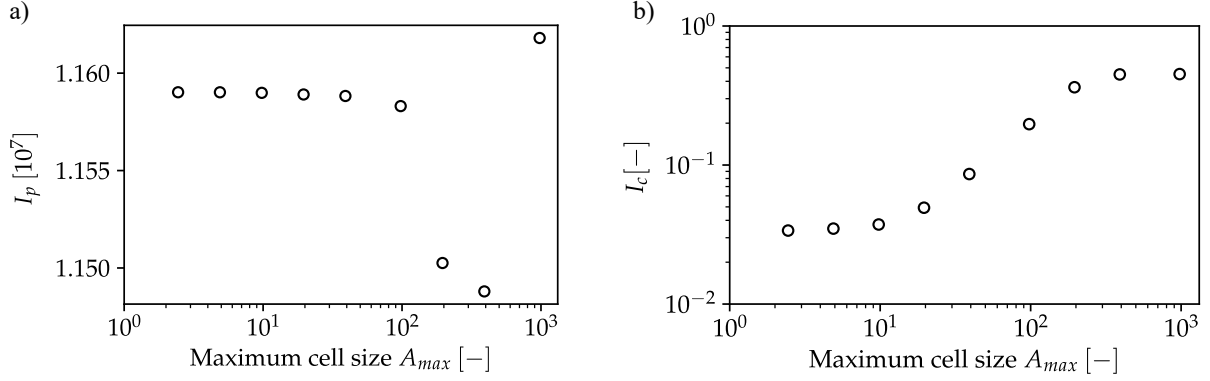 a)
1.160
1.155
1.150
I_p [10^7]
10^0 10^1 10^2 10^3
Maximum cell size A_max [−]
b)
10^0
10^-1
10^-2
I_c [−]
10^0 10^1 10^2 10^3
Maximum cell size A_max [−]